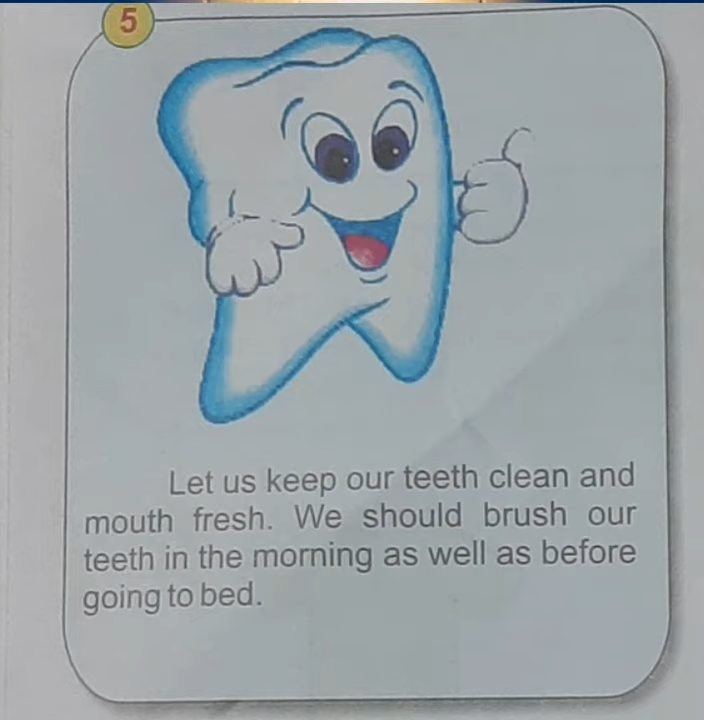 5
Let us keep our teeth clean and
mouth fresh. We should brush our
teeth in the morning as well as before
going to bed.